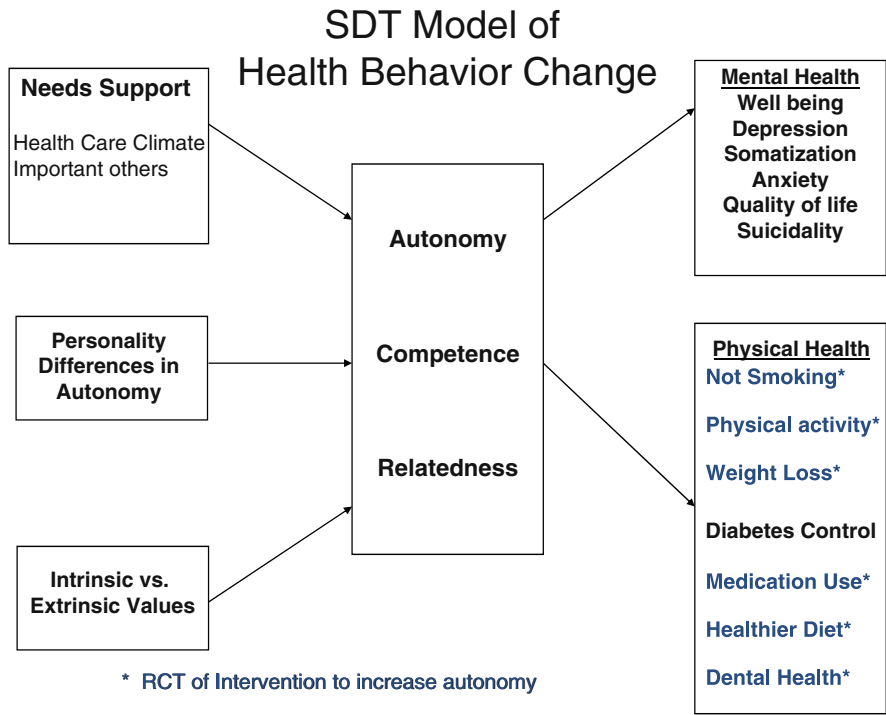 SDT Model of
Health Behavior Change
Needs Support
Health Care Climate
Important others
Personality
Differences in
Autonomy
Intrinsic vs.
Extrinsic Values
Autonomy
Competence
Relatedness
Mental Health
Well being
Depression
Somatization
Anxiety
Quality of life
Suicidality
Physical Health
Not Smoking*
Physical activity*
Weight Loss*
Diabetes Control
Medication Use*
Healthier Diet*
Dental Health*
* RCT of Intervention to increase autonomy